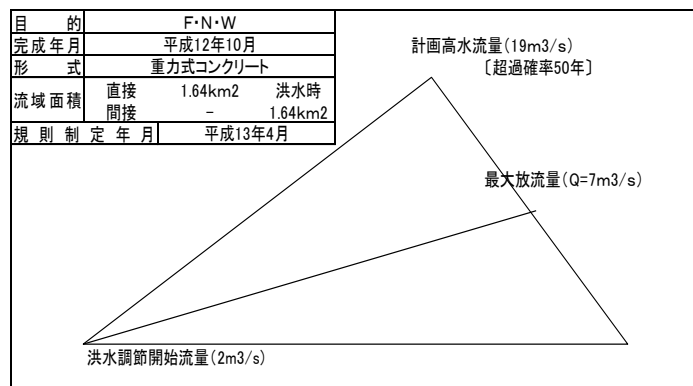 目 的 F・N・W
完成年月 平成12年10月
形 式 重力式コンクリート
流域面積 直接 1.64km2 洪水時
間接 － 1.64km2
規則制定年月 平成13年4月
計画高水流量(19m3/s)
〔超過確率50年〕
最大放流量(Q=7m3/s)
洪水調節開始流量(2m3/s)